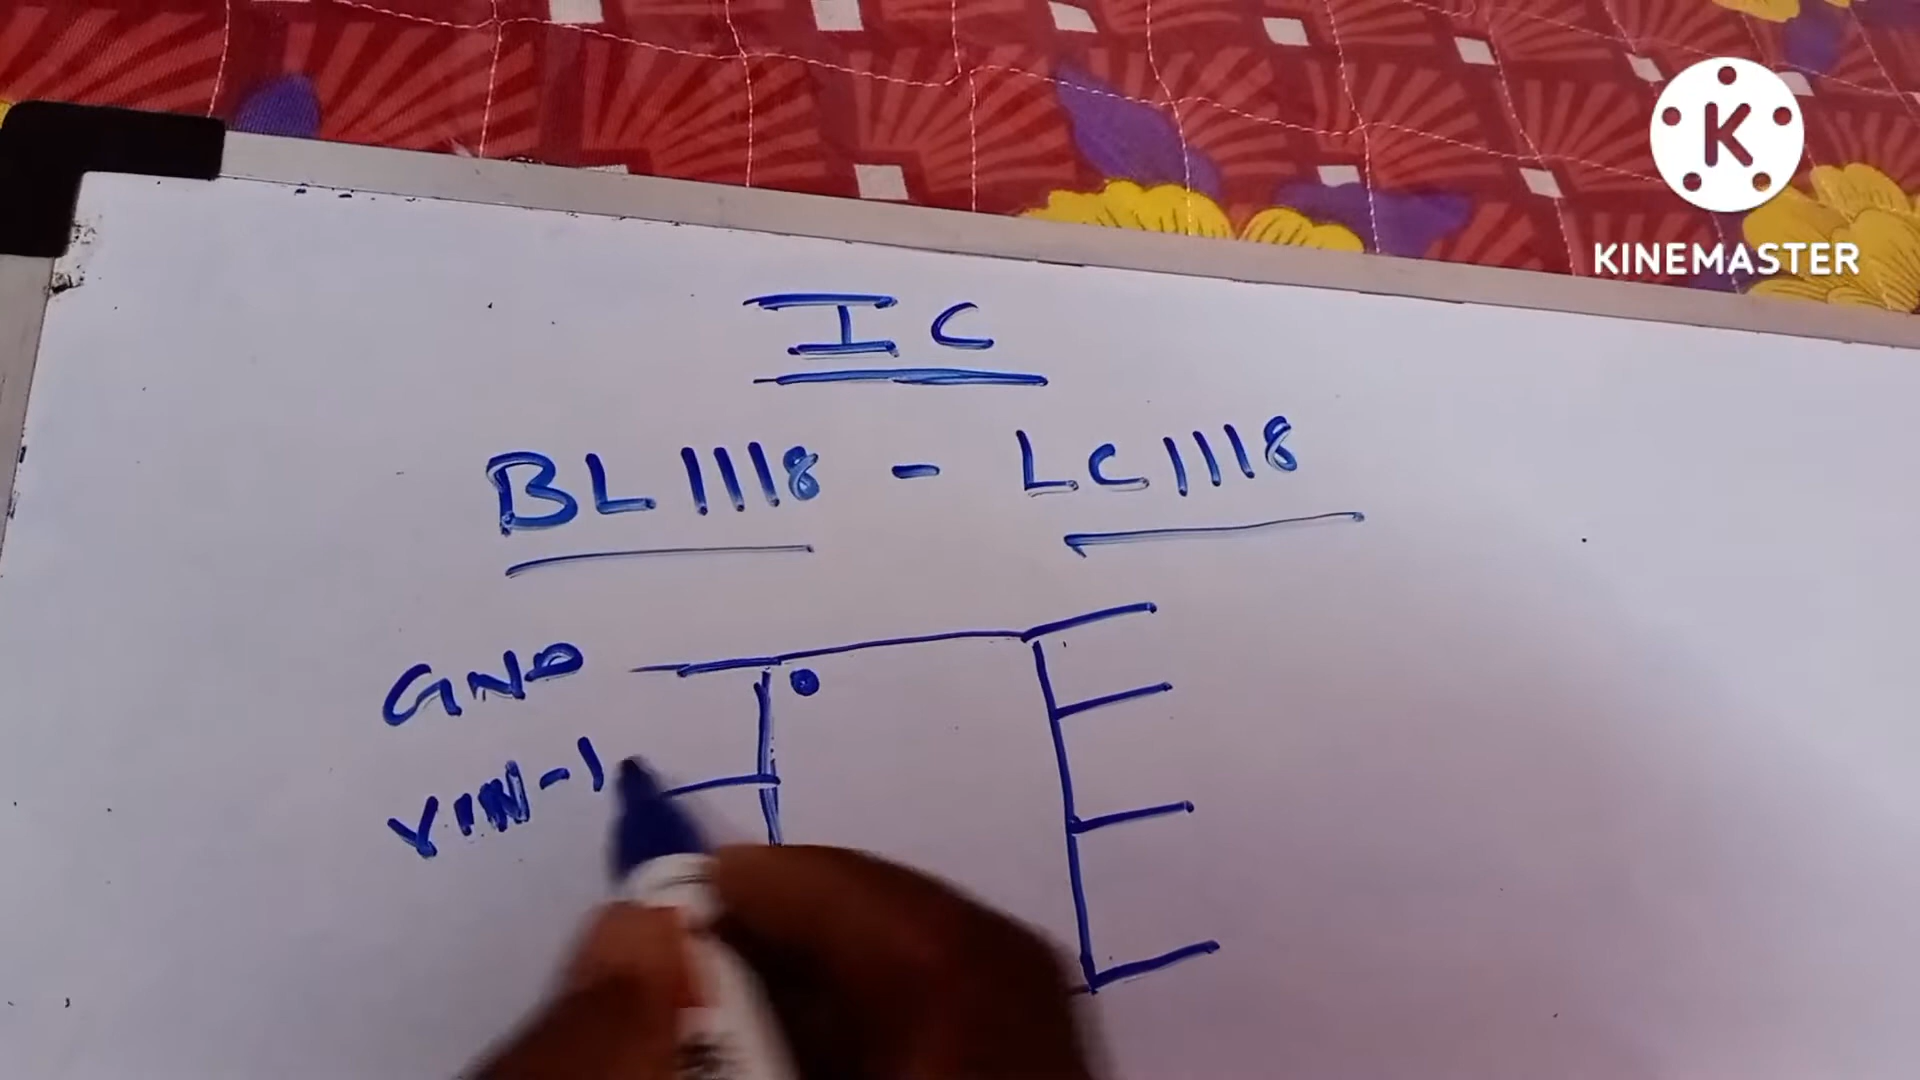 K
KINEMASTER
IC
BL1118 - LC1118
GND
VIN-1